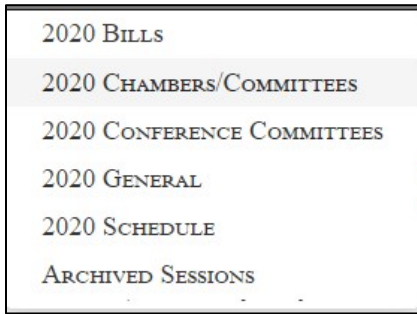 2020 Bills
2020 Chambers/Committees
2020 Conference Committees
2020 General
2020 Schedule
Archived Sessions